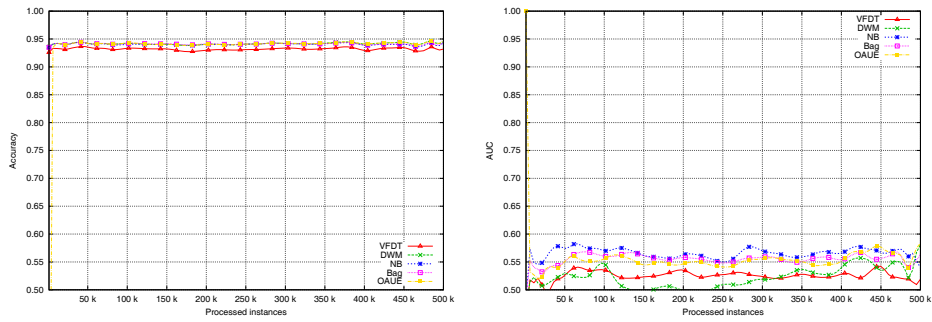 1.00
0.95
0.90
0.85
0.80
0.75
0.70
0.65
0.60
0.55
0.50
Accuracy
50 k 100 k 150 k 200 k 250 k 300 k 350 k 400 k 450 k 500 k
Processed instances
VFDT
DWM
NB
Bag
OAUE
1.00
0.95
0.90
0.85
0.80
0.75
0.70
0.65
0.60
0.55
0.50
AUC
50 k 100 k 150 k 200 k 250 k 300 k 350 k 400 k 450 k 500 k
Processed instances
VFDT
DWM
NB
Bag
OAUE